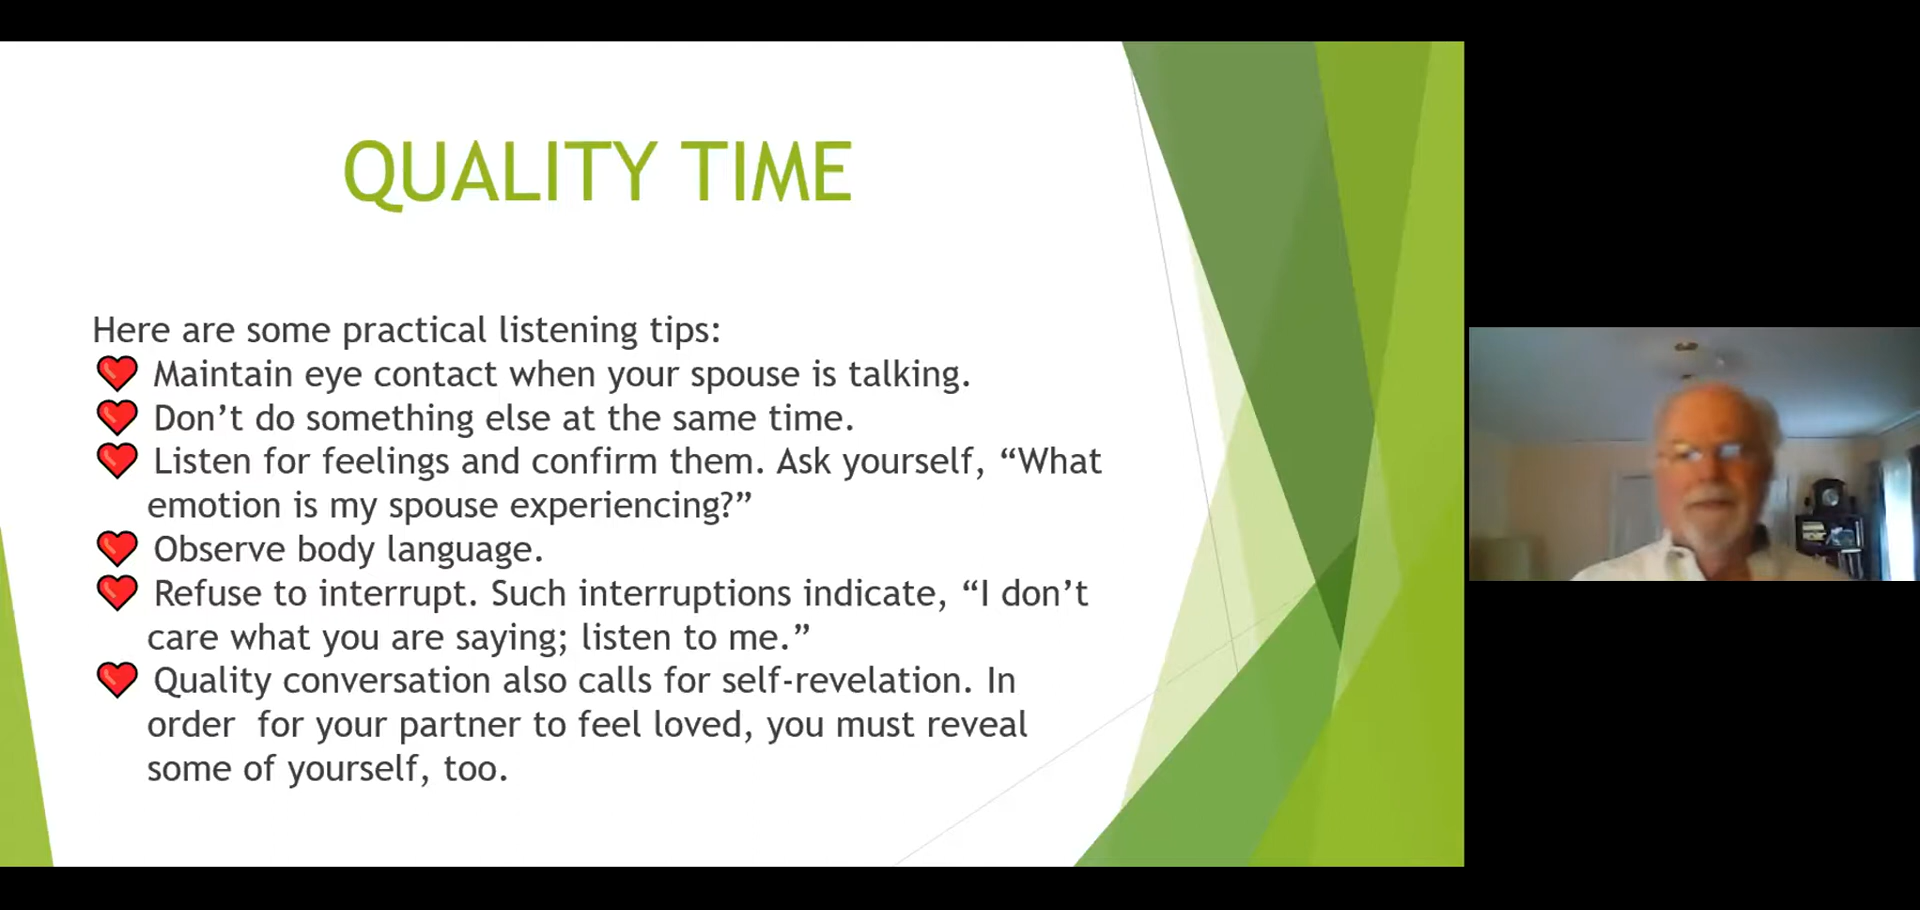 QUALITY TIME
Here are some practical listening tips:
Maintain eye contact when your spouse is talking.
Don’t do something else at the same time.
Listen for feelings and confirm them. Ask yourself, “What
emotion is my spouse experiencing?”
Observe body language.
Refuse to interrupt. Such interruptions indicate, “I don’t
care what you are saying; listen to me.”
Quality conversation also calls for self-revelation. In
order  for your partner to feel loved, you must reveal
some of yourself, too.